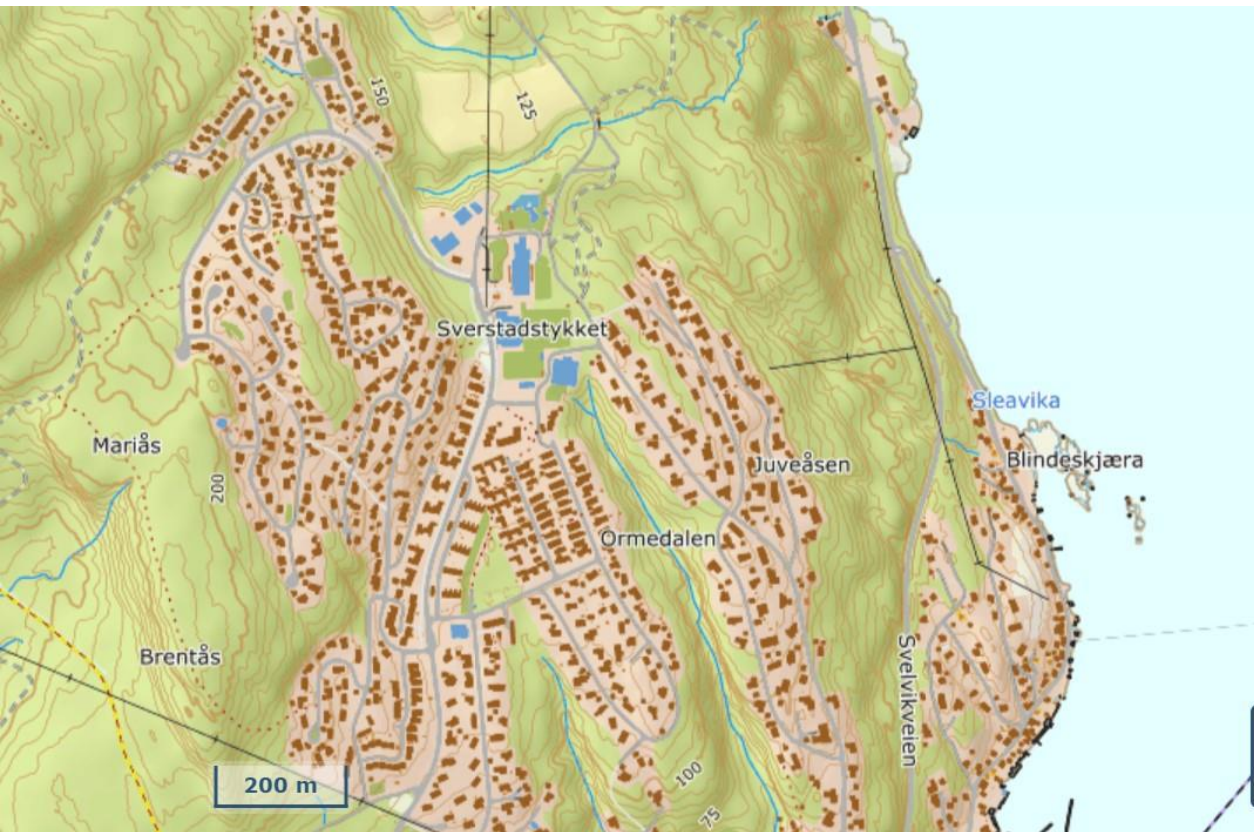 150
125
Sverstadstykket
Sleavika
Mariås
Juveåsen
Blindeskjæra
200
Ormedalen
Brentås
Svelvikveien
200 m
100
75